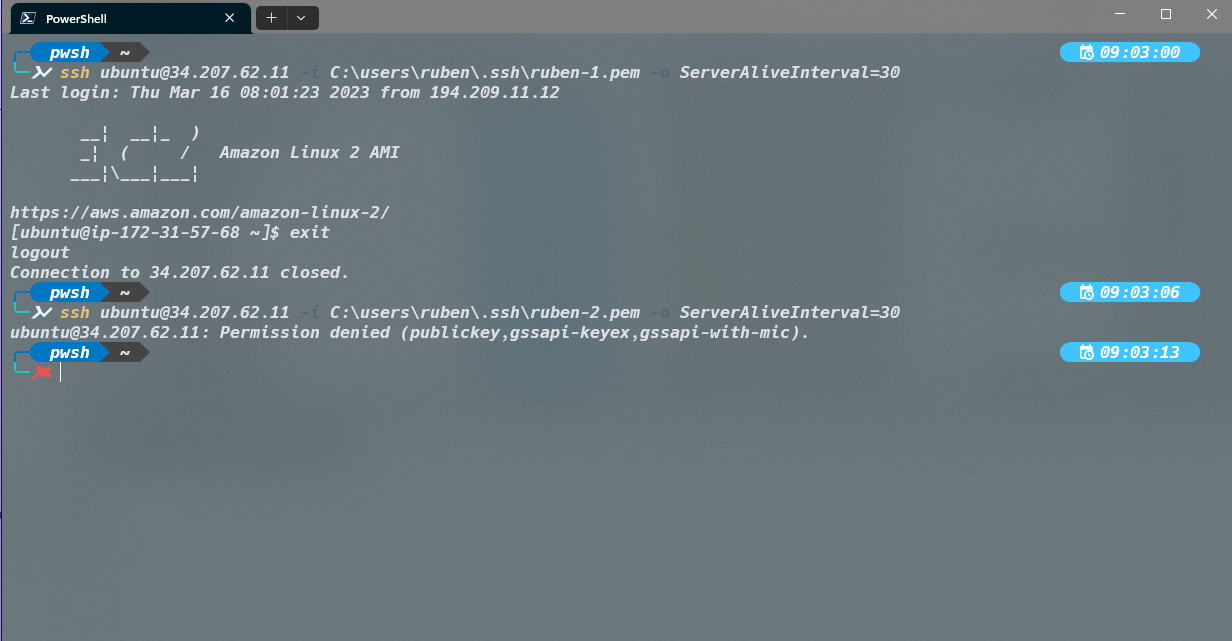 PowerShell
pwsh ~ 09:03:00
ssh ubuntu@34.207.62.11 -i C:\users\ruben\.ssh\ruben-1.pem -o ServerAliveInterval=30
Last login: Thu Mar 16 08:01:23 2023 from 194.209.11.12
__¦  __¦_  )
_¦  (     /   Amazon Linux 2 AMI
___¦\___¦___¦
https://aws.amazon.com/amazon-linux-2/
[ubuntu@ip-172-31-57-68 ~]$ exit
logout
Connection to 34.207.62.11 closed.
pwsh ~ 09:03:06
ssh ubuntu@34.207.62.11 -i C:\users\ruben\.ssh\ruben-2.pem -o ServerAliveInterval=30
ubuntu@34.207.62.11: Permission denied (publickey,gssapi-keyex,gssapi-with-mic).
pwsh ~ 09:03:13